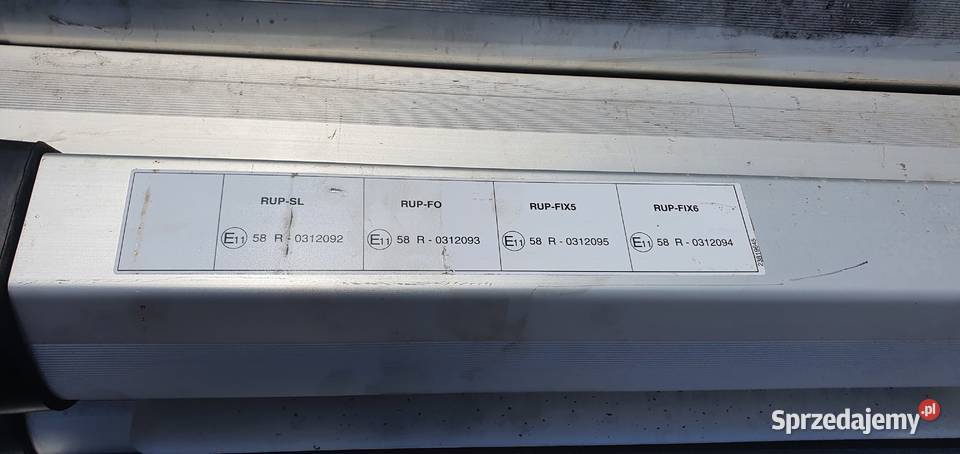 RUP-SL RUP-FO RUP-FIX5 RUP-FIX6
E11 58 R - 0312092 E11 58 R - 0312093 E11 58 R - 0312095 E11 58 R - 0312094
Sprzedajemy.pl